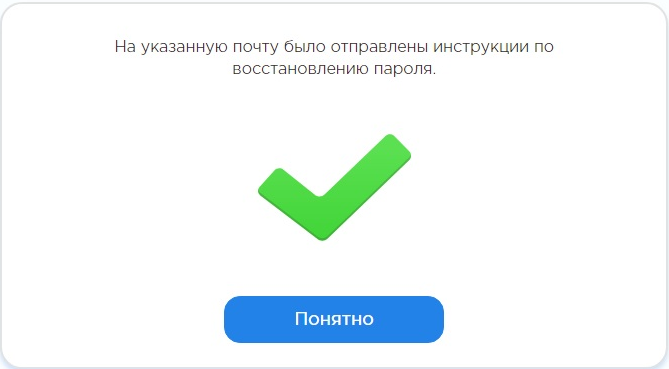 На указанную почту было отправлены инструкции по
восстановлению пароля.
Понятно